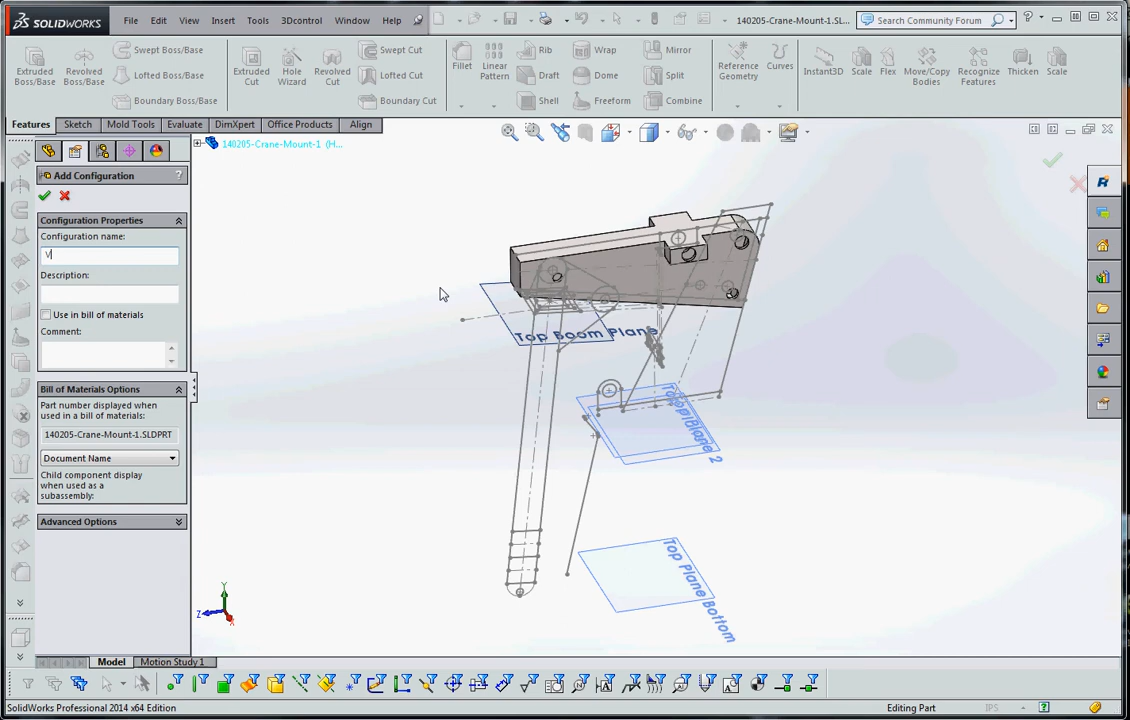 SOLIDWORKS File Edit View Insert Tools 3Dcontrol Window Help 140205-Crane-Mount-1.SL... Search Community Forum
Extruded Boss/Base
Revolved Boss/Base
Swept Boss/Base
Lofted Boss/Base
Boundary Boss/Base
Extruded Cut
Hole Wizard
Revolved Cut
Swept Cut
Lofted Cut
Boundary Cut
Fillet
Linear Pattern
Rib
Draft
Shell
Wrap
Dome
Freeform
Mirror
Split
Combine
Reference Geometry
Curves
Instant3D
Scale
Flex
Move/Copy Bodies
Recognize Features
Thicken
Scale
Features Sketch Mold Tools Evaluate DimXpert Office Products Align
140205-Crane-Mount-1 (H...
Add Configuration ?
Configuration Properties
Configuration name:
V
Description:
Use in bill of materials
Comment:
Bill of Materials Options
Part number displayed when
used in a bill of materials:
140205-Crane-Mount-1.SLDPRT
Document Name
Child component display
when used as a
subassembly:
Advanced Options
Top Boom Plane
Top Plane Bottom
Y
Z
X
Model Motion Study 1
SolidWorks Professional 2014 x64 Edition Editing Part IPS